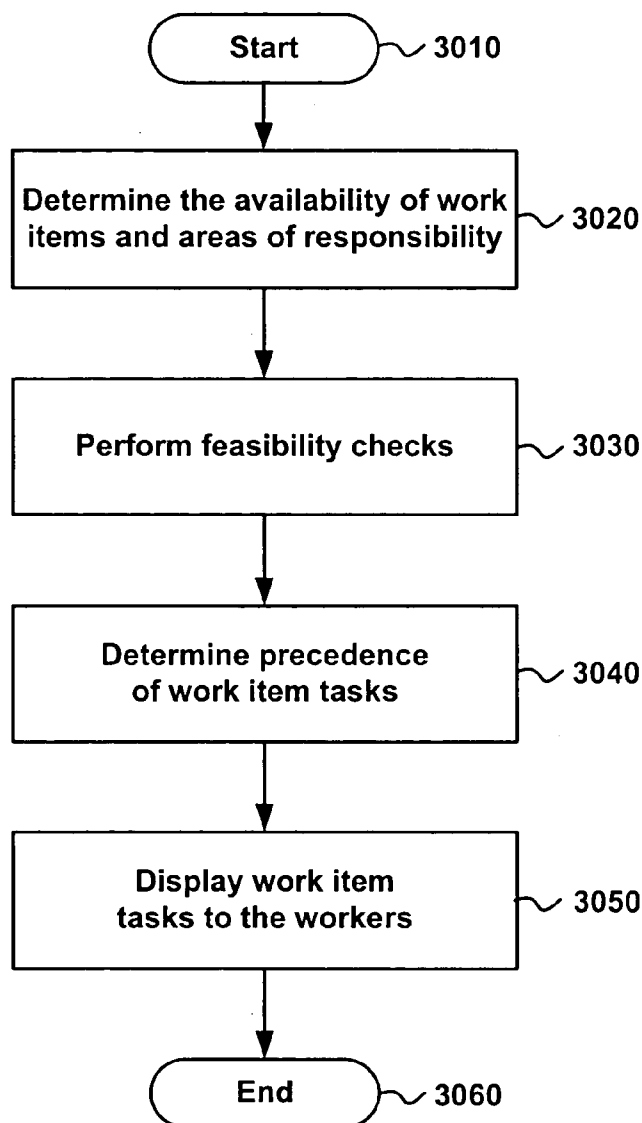 Start
3010
Determine the availability of work
items and areas of responsibility
3020
Perform feasibility checks
3030
Determine precedence
of work item tasks
3040
Display work item
tasks to the workers
3050
End
3060